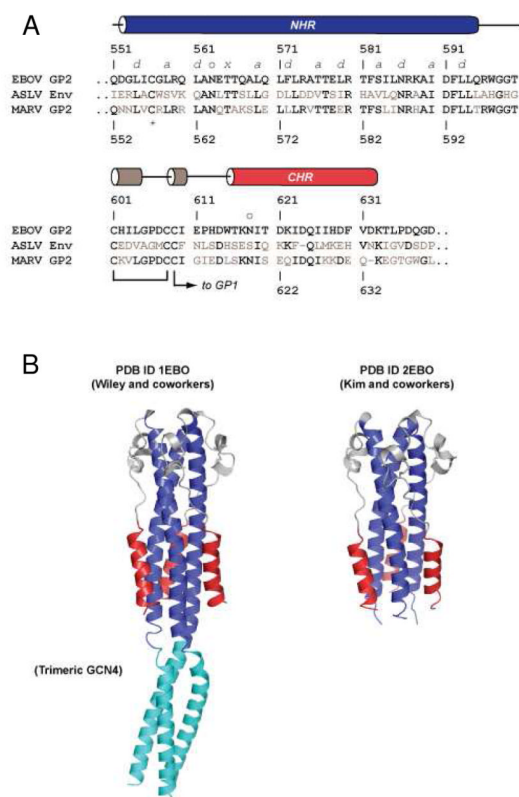 A
NHR
551 561 571 581 591
d a d o x a d a d a d
EBOV GP2 ..QDGLICGLRQ LANETTQALQ LFLRATTELR TFSILNRKAI DFLLQRWGGT
ASLV Env IERLACWSVK QANLTTSLLG DLLDDVTSIR HAVLQNRAAI DFLLLAHGHG
MARV GP2 QNNLVCRLRR LANQTAKSLE LLLRVTTEER TFSLINRHAI DFLLTRWGGT
*
552 562 572 582 592
CHR
601 611 621 631
o
EBOV GP2 CHILGPDCCI EPHDWTKNIT DKIDQIIHDF VDKTLPDQGD..
ASLV Env CEDVAGMCCF NLSDHSESIQ KKF-QLMKEH VNKIGVDSDP..
MARV GP2 CKVLGPDCCI GIEDLSKNIS EQIDQIKKDE Q-KEGTGWGL..
to GP1 622 632
B
PDB ID 1EBO PDB ID 2EBO
(Wiley and coworkers) (Kim and coworkers)
(Trimeric GCN4)